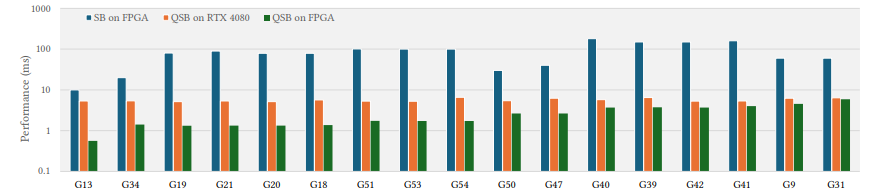 1000
SB on FPGA QSB on RTX 4080 QSB on FPGA
100
10
1
0.1
Performance (ms)
G13 G34 G19 G21 G20 G18 G51 G53 G54 G50 G47 G40 G39 G42 G41 G9 G31